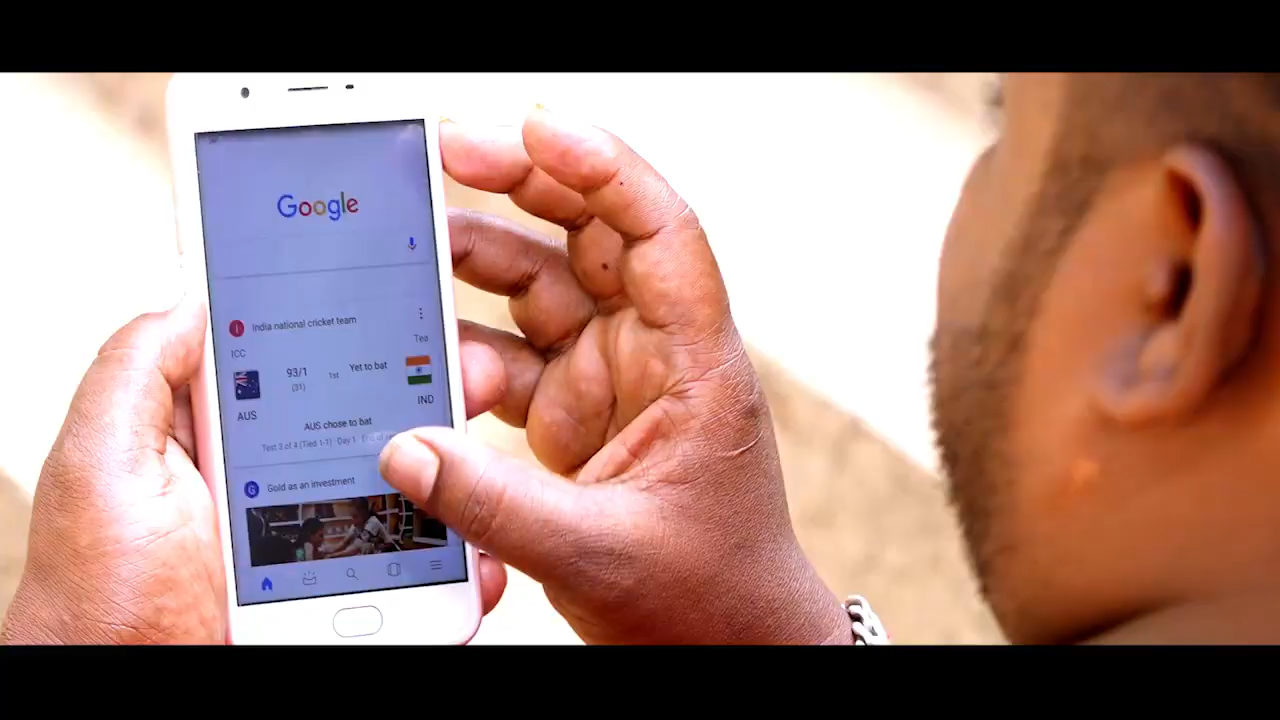 Google
India national cricket team
ICC
Tea
93/1
1st
Yet to bat
(31)
AUS
IND
AUS chose to bat
Test 3 of 4 (Tied 1-1) · Day 1 ·
G
Gold as an investment